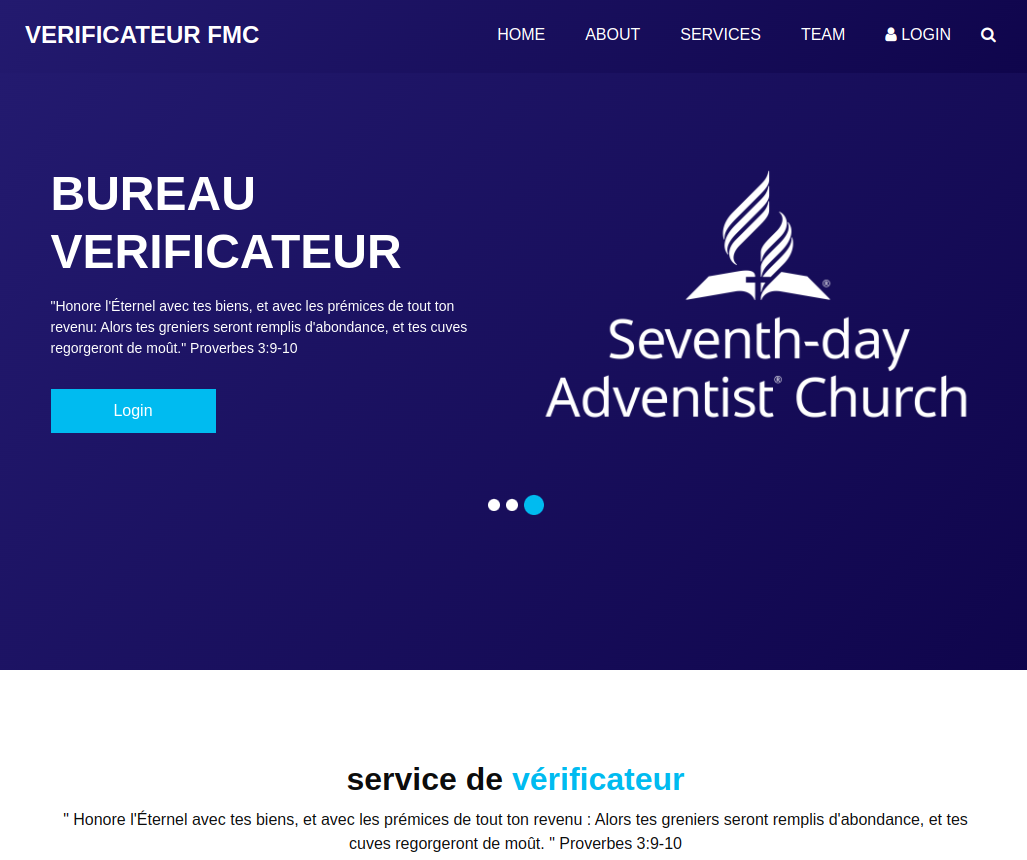 VERIFICATEUR FMC
HOME ABOUT SERVICES TEAM LOGIN
BUREAU
VERIFICATEUR
"Honore l'Éternel avec tes biens, et avec les prémices de tout ton
revenu: Alors tes greniers seront remplis d'abondance, et tes cuves
regorgeront de moût." Proverbes 3:9-10
Login
®
Seventh-day
Adventist® Church
service de vérificateur
" Honore l'Éternel avec tes biens, et avec les prémices de tout ton revenu : Alors tes greniers seront remplis d'abondance, et tes
cuves regorgeront de moût. " Proverbes 3:9-10